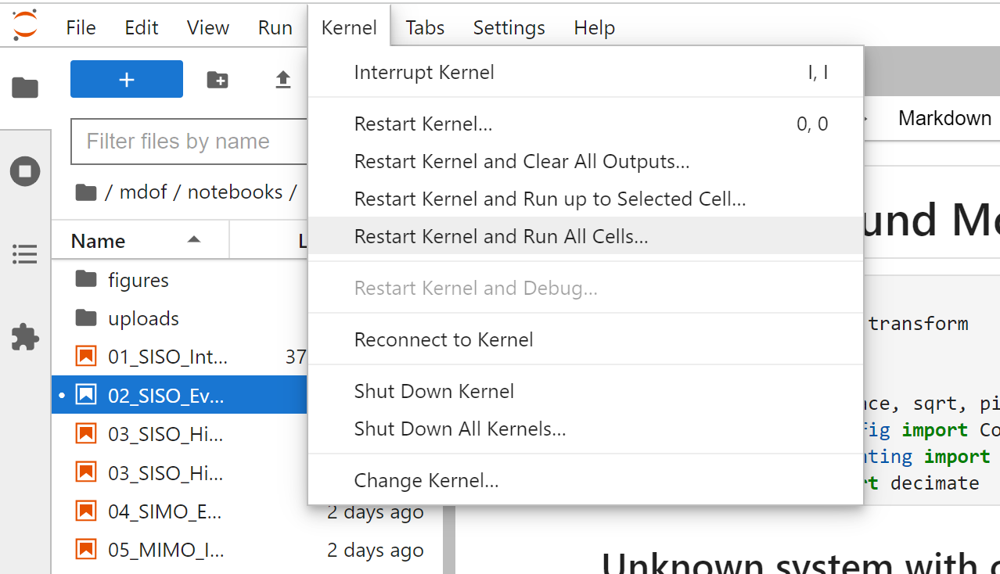 File Edit View Run Kernel Tabs Settings Help
+
Filter files by name
/ mdof / notebooks /
Name
figures
uploads
01_SISO_Int... 37
02_SISO_Ev...
03_SISO_Hi...
03_SISO_Hi...
04_SIMO_E... 2 days ago
05_MIMO_I... 2 days ago
Interrupt Kernel I, I
Restart Kernel... 0, 0
Restart Kernel and Clear All Outputs...
Restart Kernel and Run up to Selected Cell...
Restart Kernel and Run All Cells...
Restart Kernel and Debug...
Reconnect to Kernel
Shut Down Kernel
Shut Down All Kernels...
Change Kernel...
Markdown
und Mo
transform
nce, sqrt, pi
fig import Co
nting import
rt decimate
Unknown system with